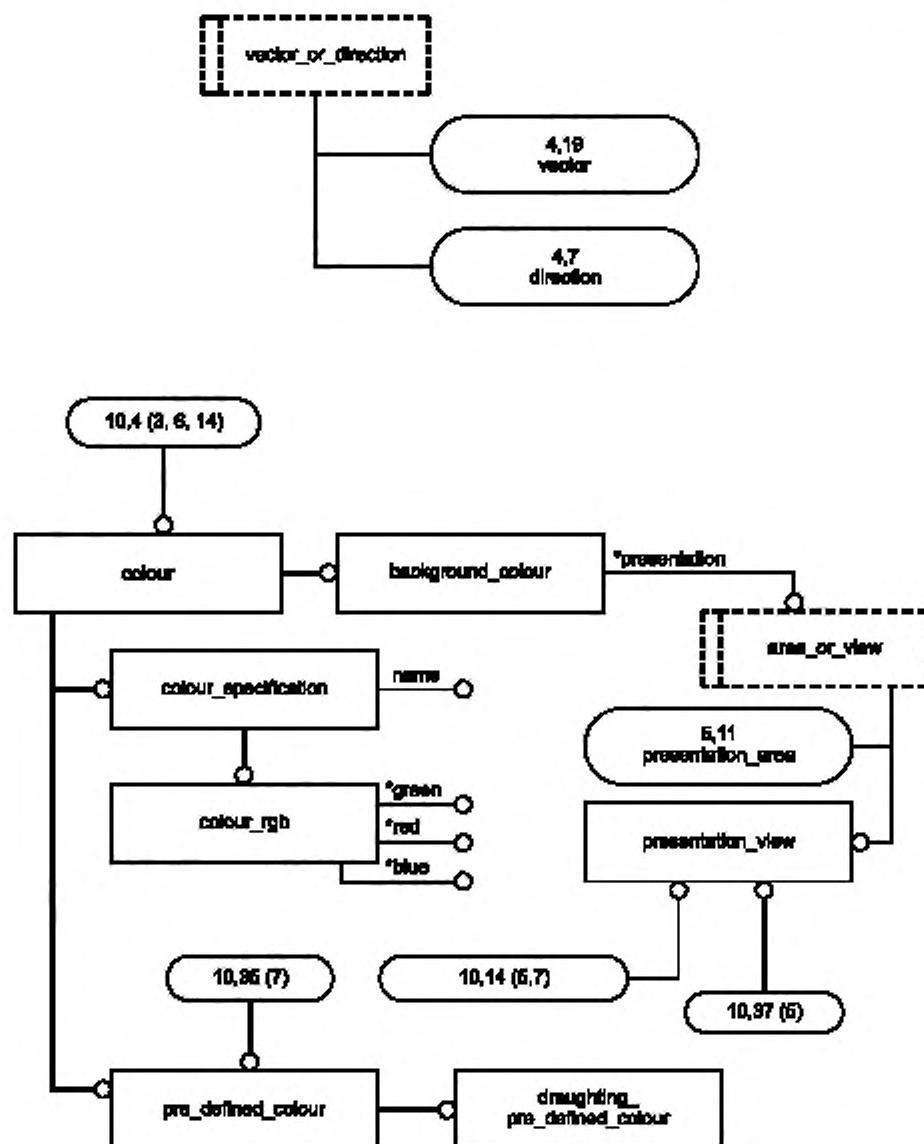 vector_or_direction
4,19
vector
4,7
direction
10,4 (3, 6, 14)
colour
background_colour
*presentation
area_or_view
colour_specification
name
5,11
presentation_area
colour_rgb
*green
*red
*blue
presentation_view
10,35 (7)
10,14 (5,7)
10,37 (5)
pre_defined_colour
draughting_
pre_defined_colour